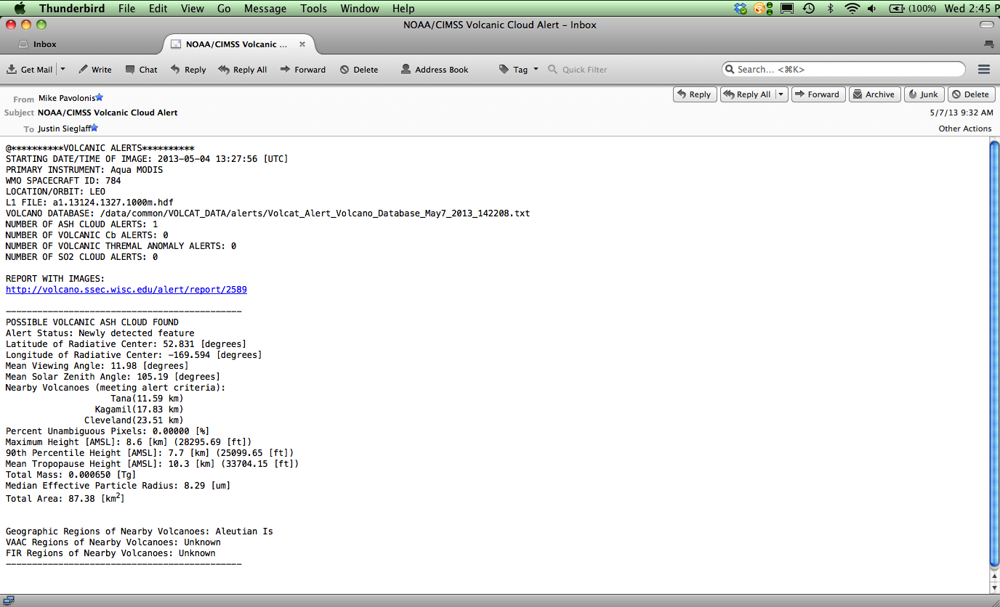 Thunderbird File Edit View Go Message Tools Window Help (100%) Wed 2:45 P
NOAA/CIMSS Volcanic Cloud Alert – Inbox
Inbox NOAA/CIMSS Volcanic ...
Get Mail Write Chat Reply Reply All Forward Delete Address Book Tag Quick Filter Search... <⌘K>
From Mike Pavolonis Reply Reply All Forward Archive Junk Delete
Subject NOAA/CIMSS Volcanic Cloud Alert 5/7/13 9:32 AM
To Justin Sieglaff Other Actions
@**********VOLCANIC ALERTS**********
STARTING DATE/TIME OF IMAGE: 2013-05-04 13:27:56 [UTC]
PRIMARY INSTRUMENT: Aqua MODIS
WMO SPACECRAFT ID: 784
LOCATION/ORBIT: LEO
L1 FILE: a1.13124.1327.1000m.hdf
VOLCANO DATABASE: /data/common/VOLCAT_DATA/alerts/Volcat_Alert_Volcano_Database_May7_2013_142208.txt
NUMBER OF ASH CLOUD ALERTS: 1
NUMBER OF VOLCANIC Cb ALERTS: 0
NUMBER OF VOLCANIC THREMAL ANOMALY ALERTS: 0
NUMBER OF SO2 CLOUD ALERTS: 0
REPORT WITH IMAGES:
http://volcano.ssec.wisc.edu/alert/report/2589
---------------------------------------------
POSSIBLE VOLCANIC ASH CLOUD FOUND
Alert Status: Newly detected feature
Latitude of Radiative Center: 52.831 [degrees]
Longitude of Radiative Center: -169.594 [degrees]
Mean Viewing Angle: 11.98 [degrees]
Mean Solar Zenith Angle: 105.19 [degrees]
Nearby Volcanoes (meeting alert criteria):
Tana(11.59 km)
Kagamil(17.83 km)
Cleveland(23.51 km)
Percent Unambiguous Pixels: 0.00000 [%]
Maximum Height [AMSL]: 8.6 [km] (28295.69 [ft])
90th Percentile Height [AMSL]: 7.7 [km] (25099.65 [ft])
Mean Tropopause Height [AMSL]: 10.3 [km] (33704.15 [ft])
Total Mass: 0.000650 [Tg]
Median Effective Particle Radius: 8.29 [um]
Total Area: 87.38 [km²]
Geographic Regions of Nearby Volcanoes: Aleutian Is
VAAC Regions of Nearby Volcanoes: Unknown
FIR Regions of Nearby Volcanoes: Unknown
---------------------------------------------